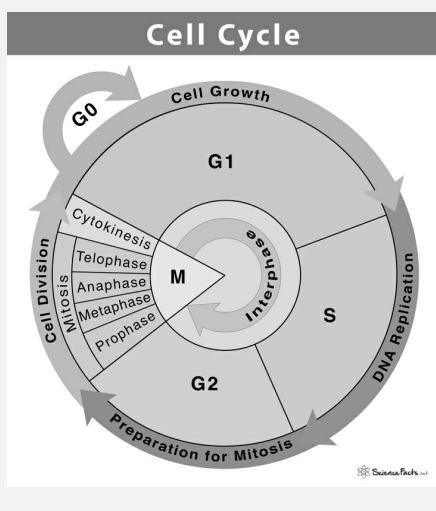 Cell Cycle
G0
Cell Growth
G1
Cytokinesis
Telophase
Anaphase
Metaphase
Prophase
Mitosis
Cell Division
M
Interphase
S
DNA Replication
G2
Preparation for Mitosis
ScienceFacts.net